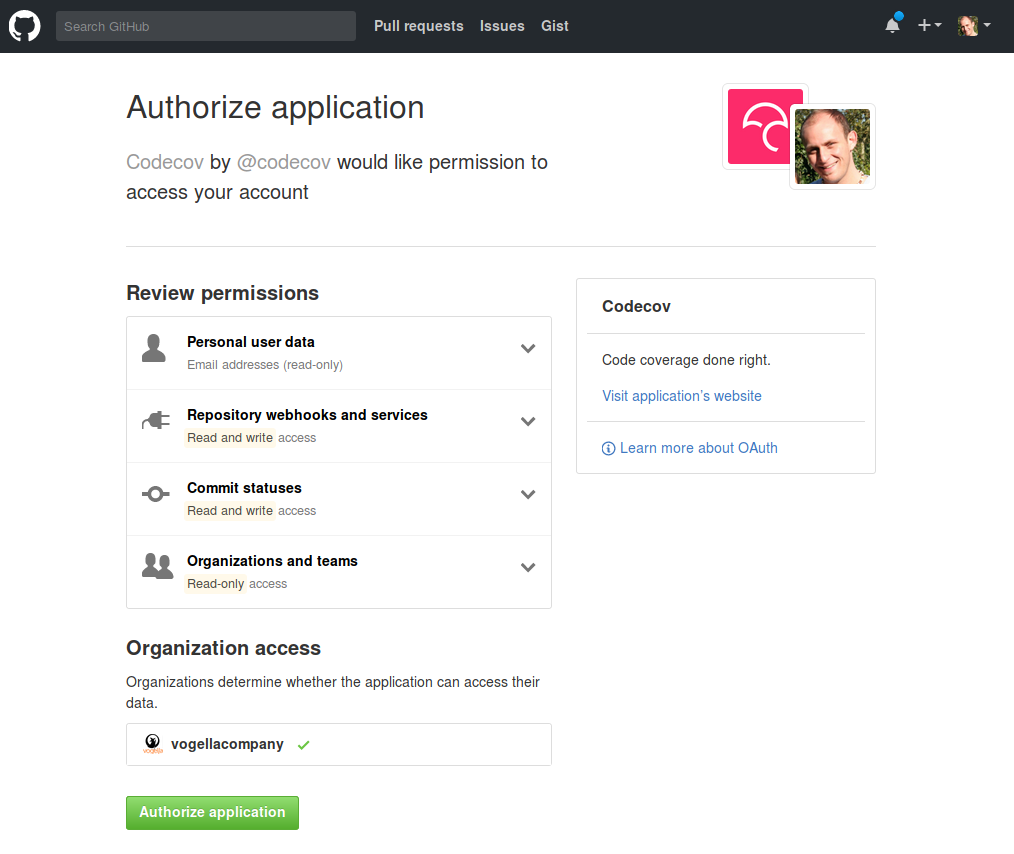 Search GitHub
Pull requests
Issues
Gist
Authorize application
Codecov by @codecov would like permission to
access your account
Review permissions
Personal user data
Email addresses (read-only)
Repository webhooks and services
Read and write access
Commit statuses
Read and write access
Organizations and teams
Read-only access
Codecov
Code coverage done right.
Visit application's website
Learn more about OAuth
Organization access
Organizations determine whether the application can access their
data.
vogellacompany
Authorize application